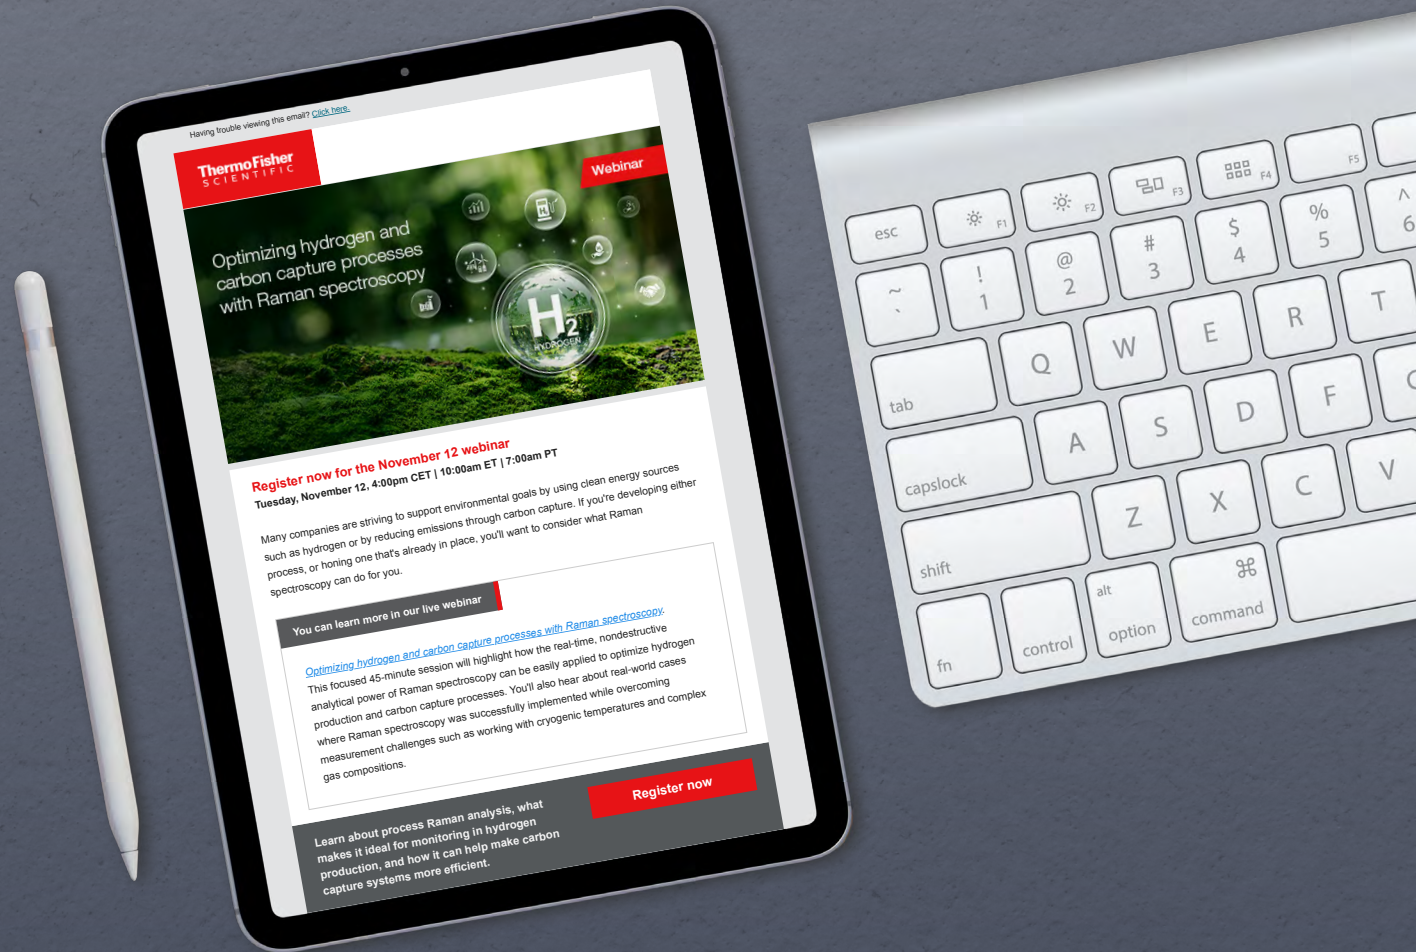 Having trouble viewing this email? Click here.
ThermoFisher
SCIENTIFIC
Webinar
Optimizing hydrogen and
carbon capture processes
with Raman spectroscopy
H
H2
HYDROGEN
Register now for the November 12 webinar
Tuesday, November 12, 4:00pm CET | 10:00am ET | 7:00am PT
Many companies are striving to support environmental goals by using clean energy sources
such as hydrogen or by reducing emissions through carbon capture. If you're developing either
process, or honing one that's already in place, you'll want to consider what Raman
spectroscopy can do for you.
You can learn more in our live webinar
Optimizing hydrogen and carbon capture processes with Raman spectroscopy.
This focused 45-minute session will highlight how the real-time, nondestructive
analytical power of Raman spectroscopy can be easily applied to optimize hydrogen
production and carbon capture processes. You'll also hear about real-world cases
where Raman spectroscopy was successfully implemented while overcoming
measurement challenges such as working with cryogenic temperatures and complex
gas compositions.
Learn about process Raman analysis, what
makes it ideal for monitoring in hydrogen
production, and how it can help make carbon
capture systems more efficient.
Register now
esc F1 F2 F3 F4 F5
~ ! @ # $ % ^
` 1 2 3 4 5 6
tab Q W E R T
capslock A S D F
shift Z X C V
fn control alt option ⌘ command